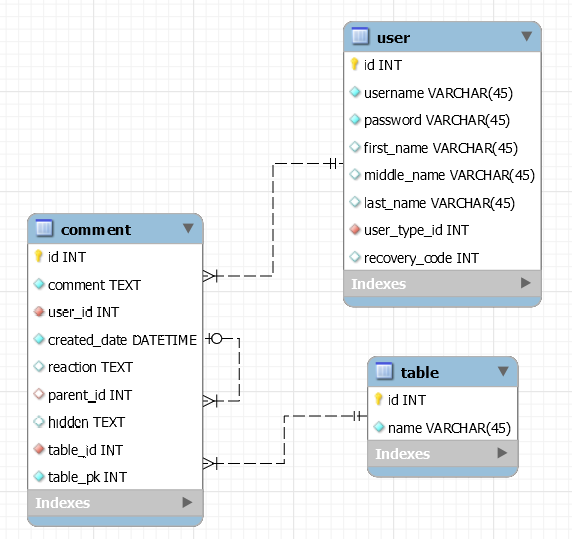 user
id INT
username VARCHAR(45)
password VARCHAR(45)
first_name VARCHAR(45)
middle_name VARCHAR(45)
last_name VARCHAR(45)
user_type_id INT
recovery_code INT
Indexes
comment
id INT
comment TEXT
user_id INT
created_date DATETIME
reaction TEXT
parent_id INT
hidden TEXT
table_id INT
table_pk INT
Indexes
table
id INT
name VARCHAR(45)
Indexes